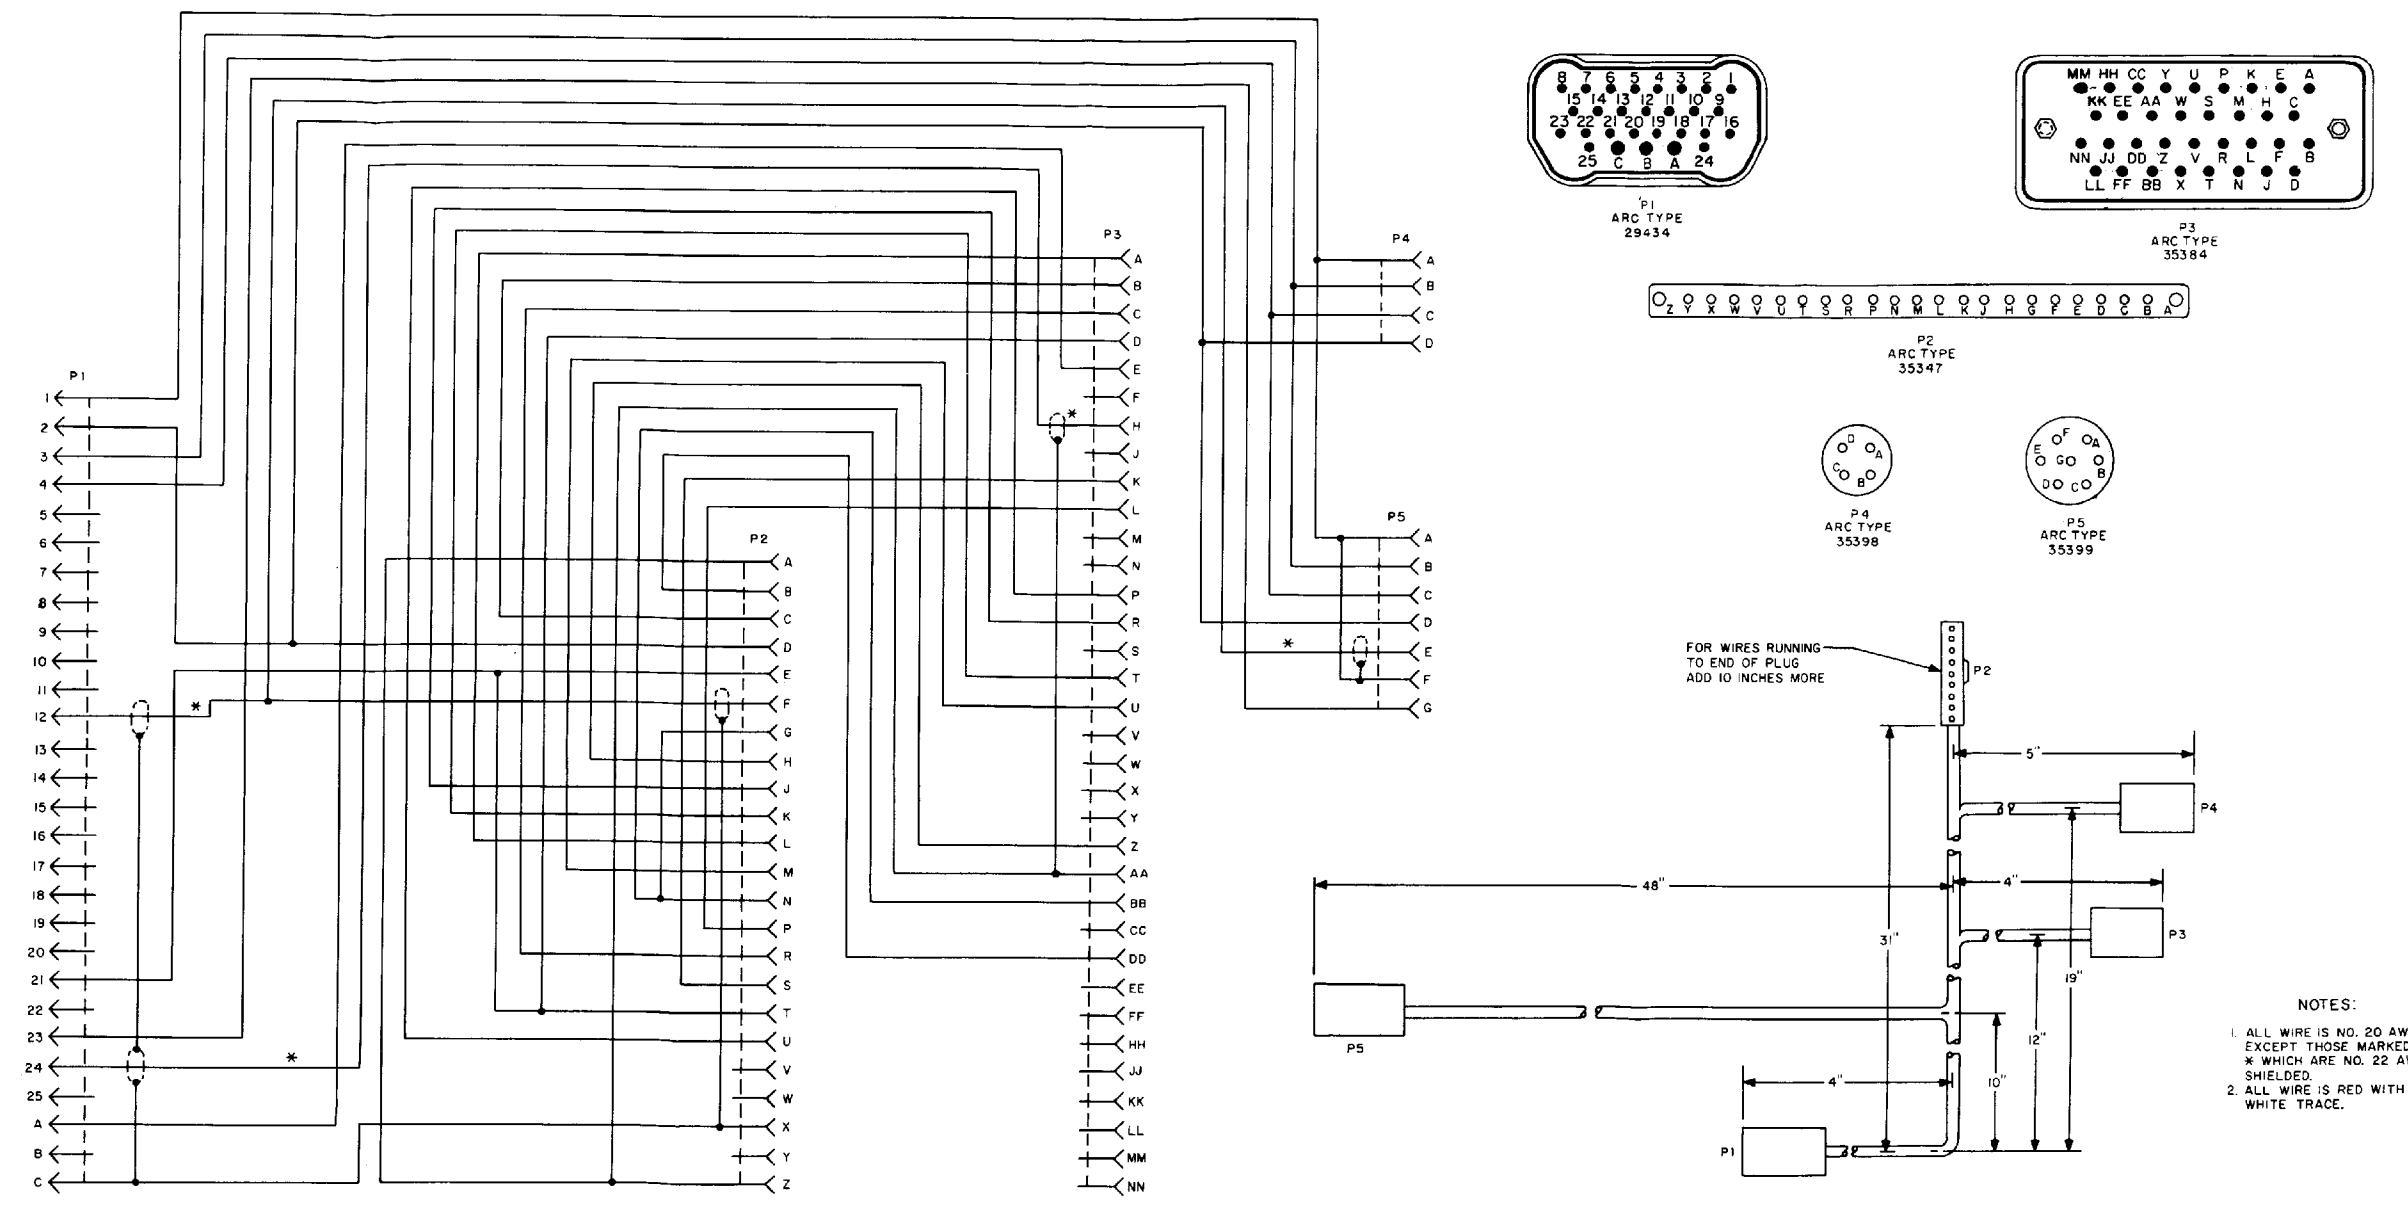 P1
1
2
3
4
5
6
7
8
9
10
11
12
*
13
14
15
16
17
18
19
20
21
22
23
24
*
25
A
B
C
P2
A
B
C
D
E
F
G
H
J
K
L
M
N
P
R
S
T
U
V
W
X
Y
Z
P3
A
B
C
D
E
F
*
H
J
K
L
M
N
P
R
S
T
U
V
W
X
Y
Z
AA
BB
CC
DD
EE
FF
HH
JJ
KK
LL
MM
NN
P4
A
B
C
D
P5
A
B
C
D
*
E
F
G
8 7 6 5 4 3 2 1
15 14 13 12 11 10 9
23 22 21 20 19 18 17 16
25 C B A 24
P1
ARC TYPE
29434
MM HH CC Y U P K E A
KK EE AA W S M H C
NN JJ DD Z V R L F B
LL FF BB X T N J D
P3
ARC TYPE
35384
Z Y X W V U T S R P N M L K J H G F E D C B A
P2
ARC TYPE
35347
D A
C B
P4
ARC TYPE
35398
F A
E G B
D C
P5
ARC TYPE
35399
FOR WIRES RUNNING
TO END OF PLUG
ADD 10 INCHES MORE
P2
5"
P4
48"
4"
31"
P3
19"
P5
12"
10"
4"
P1
NOTES:
1. ALL WIRE IS NO. 20 AW
EXCEPT THOSE MARKED
* WHICH ARE NO. 22 A
SHIELDED.
2. ALL WIRE IS RED WITH
WHITE TRACE.